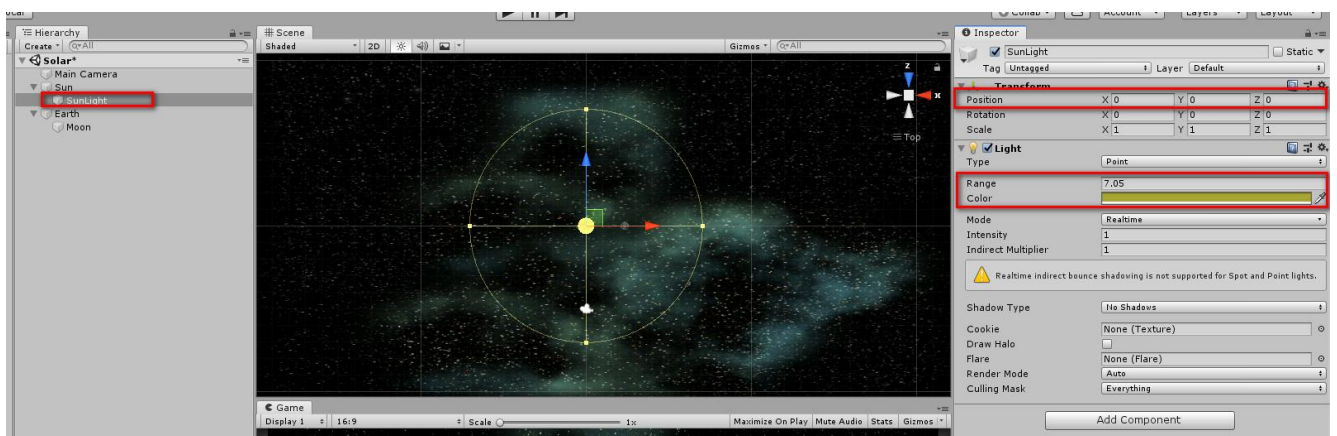 Collab Account Layers Layout
Hierarchy
Create Q▾All
Solar*
Main Camera
Sun
SunLight
Earth
Moon
# Scene
Shaded 2D Gizmos Q▾All
z
x
Top
Game
Display 1 16:9 Scale 1x Maximize On Play Mute Audio Stats Gizmos
Inspector
SunLight Static
Tag Untagged Layer Default
Transform
Position X 0 Y 0 Z 0
Rotation X 0 Y 0 Z 0
Scale X 1 Y 1 Z 1
Light
Type Point
Range 7.05
Color
Mode Realtime
Intensity 1
Indirect Multiplier 1
Realtime indirect bounce shadowing is not supported for Spot and Point lights.
Shadow Type No Shadows
Cookie None (Texture)
Draw Halo
Flare None (Flare)
Render Mode Auto
Culling Mask Everything
Add Component